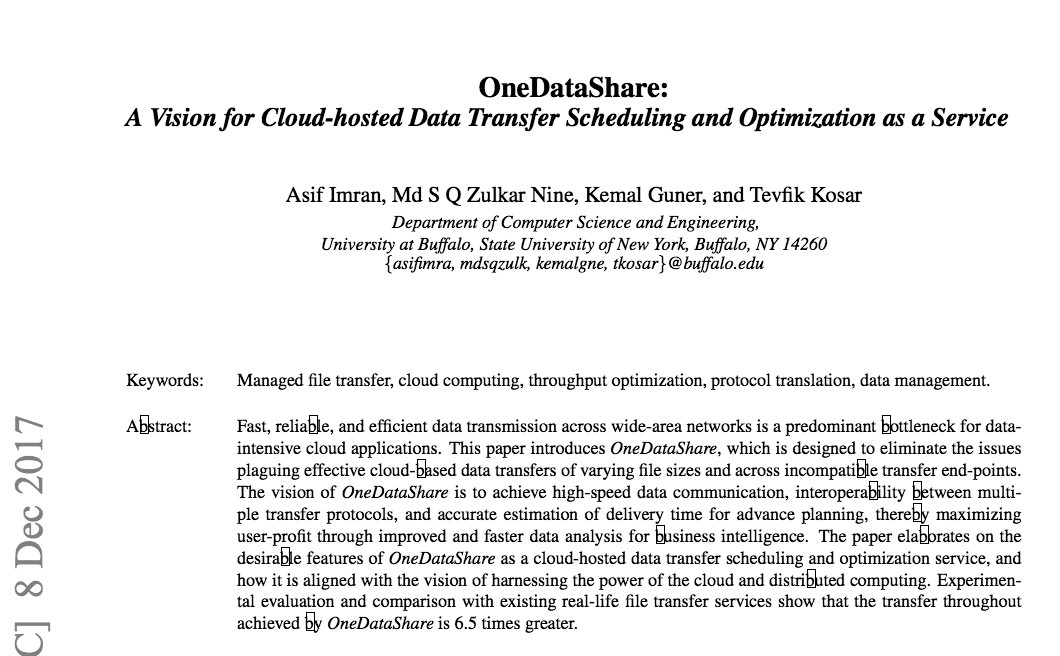 OneDataShare:
A Vision for Cloud-hosted Data Transfer Scheduling and Optimization as a Service
Asif Imran, Md S Q Zulkar Nine, Kemal Guner, and Tevfik Kosar
Department of Computer Science and Engineering,
University at Buffalo, State University of New York, Buffalo, NY 14260
{asifimra, mdsqzulk, kemalgne, tkosar}@buffalo.edu
Keywords: Managed file transfer, cloud computing, throughput optimization, protocol translation, data management.
Abstract: Fast, reliable, and efficient data transmission across wide-area networks is a predominant bottleneck for data-
intensive cloud applications. This paper introduces OneDataShare, which is designed to eliminate the issues
plaguing effective cloud-based data transfers of varying file sizes and across incompatible transfer end-points.
The vision of OneDataShare is to achieve high-speed data communication, interoperability between multi-
ple transfer protocols, and accurate estimation of delivery time for advance planning, thereby maximizing
user-profit through improved and faster data analysis for business intelligence. The paper elaborates on the
desirable features of OneDataShare as a cloud-hosted data transfer scheduling and optimization service, and
how it is aligned with the vision of harnessing the power of the cloud and distributed computing. Experimen-
tal evaluation and comparison with existing real-life file transfer services show that the transfer throughout
achieved by OneDataShare is 6.5 times greater.
C] 8 Dec 2017